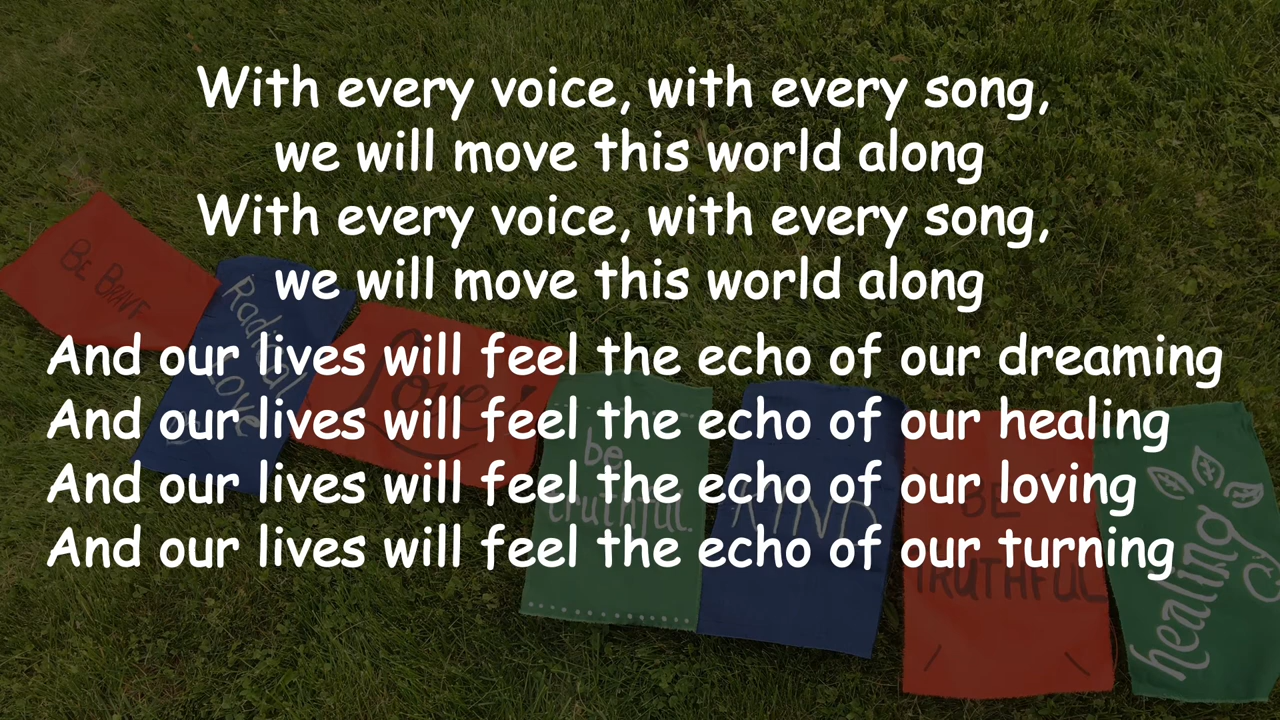 With every voice, with every song,
we will move this world along
With every voice, with every song,
we will move this world along
And our lives will feel the echo of our dreaming
And our lives will feel the echo of our healing
And our lives will feel the echo of our loving
And our lives will feel the echo of our turning
BE BRAVE
Radical
LOVE
Love!
be
truthful.
KIND
BE
TRUTHFUL
healing